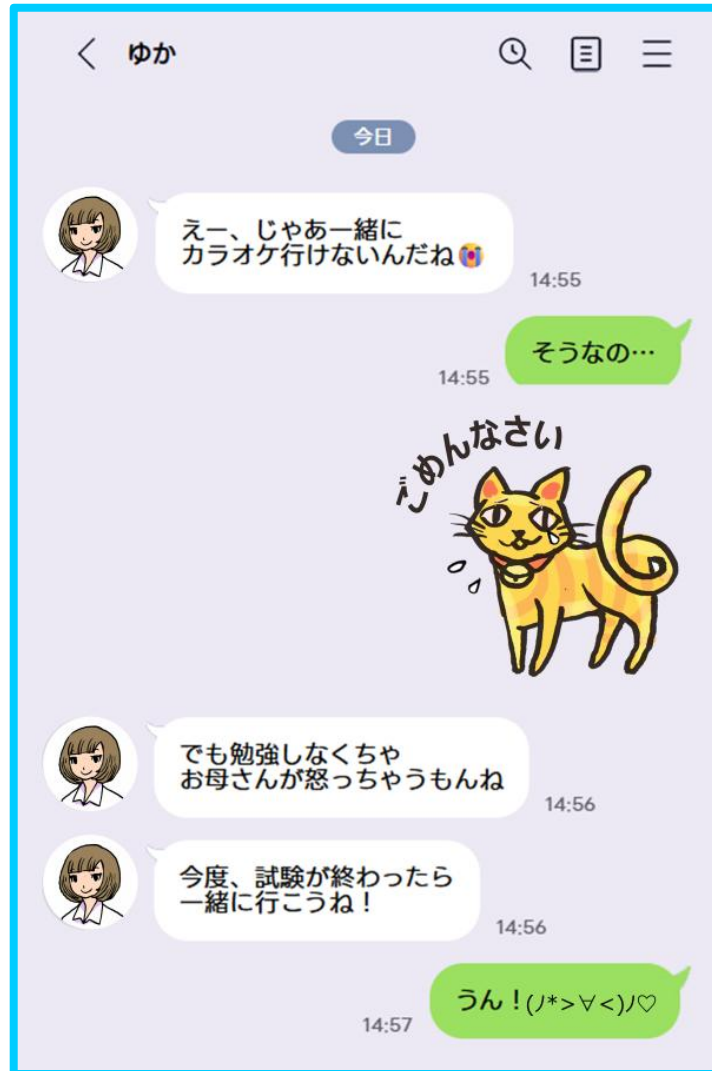 ゆか
今日
えー、じゃあ一緒に
カラオケ行けないんだね😭
14:55
そうなの…
14:55
ごめんなさい
でも勉強しなくちゃ
お母さんが怒っちゃうもんね
14:56
今度、試験が終わったら
一緒に行こうね！
14:56
うん！(ﾉ*>∀<)ﾉ♡
14:57